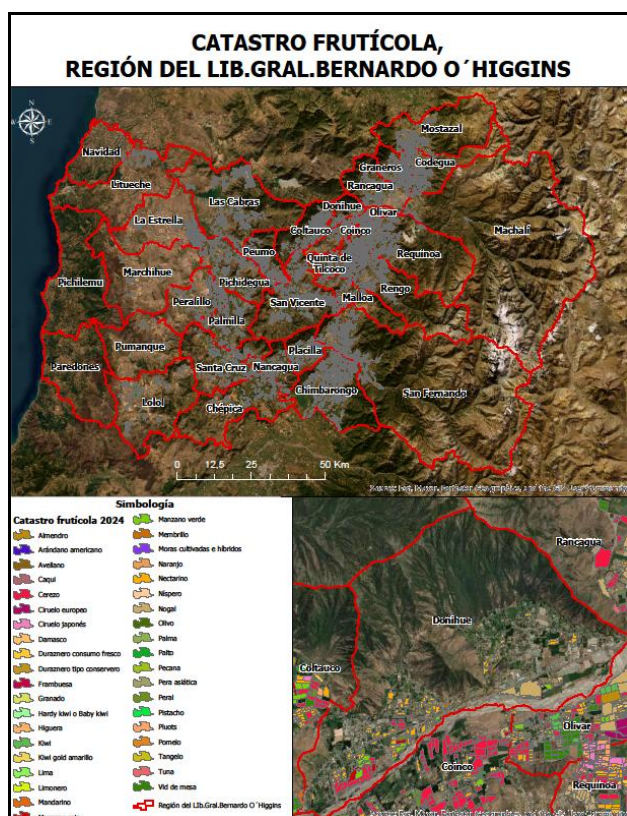 CATASTRO FRUTÍCOLA,
REGIÓN DEL LIB.GRAL.BERNARDO O´HIGGINS
N
W
E
S
Mostazal
Navidad
Graneros
Codegua
Litueche
Rancagua
Las Cabras
Doñihue
Olivar
La Estrella
Coltauco
Coinco
Machalí
Peumo
Requínoa
Quinta de
Tilcoco
Marchihue
Pichilemu
Pichidegua
Rengo
Peralillo
San Vicente
Malloa
Palmilla
Pumanque
Placilla
Paredones
Santa Cruz
Nancagua
Chimbarongo
San Fernando
Lolol
Chépica
0 12,5 25 50 Km
Simbología
Catastro frutícola 2024
Almendro
Arándano americano
Avellano
Caqui
Cerezo
Ciruelo europeo
Ciruelo japonés
Damasco
Duraznero consumo fresco
Duraznero tipo conservero
Frambuesa
Granado
Hardy kiwi o Baby kiwi
Higuera
Kiwi
Kiwi gold amarillo
Lima
Limonero
Mandarino
Manzano verde
Membrillo
Moras cultivadas e híbridos
Naranjo
Nectarino
Níspero
Nogal
Olivo
Palma
Palto
Pecana
Pera asiática
Peral
Pistacho
Pluots
Pomelo
Tangelo
Tuna
Vid de mesa
Región del Lib.Gral.Bernardo O´Higgins
Rancagua
Doñihue
Coltauco
Olivar
Coinco
Requínoa